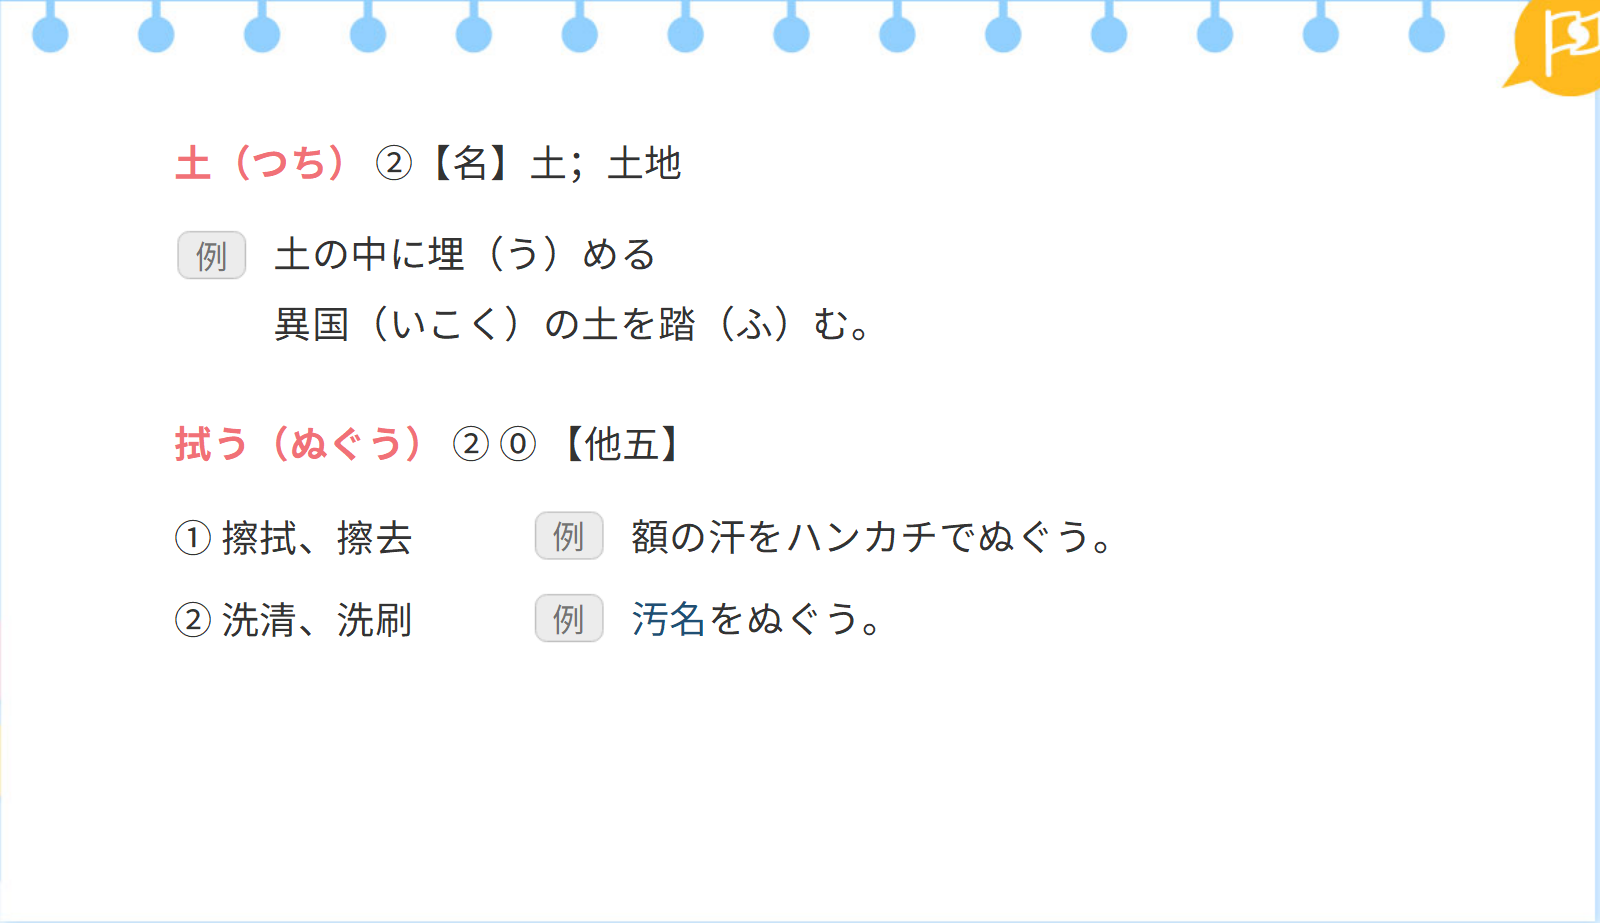 土（つち） ②【名】土；土地
例 土の中に埋（う）める
異国（いこく）の土を踏（ふ）む。
拭う（ぬぐう） ② ⓪ 【他五】
① 擦拭、擦去 例 額の汗をハンカチでぬぐう。
② 洗清、洗刷 例 汚名をぬぐう。